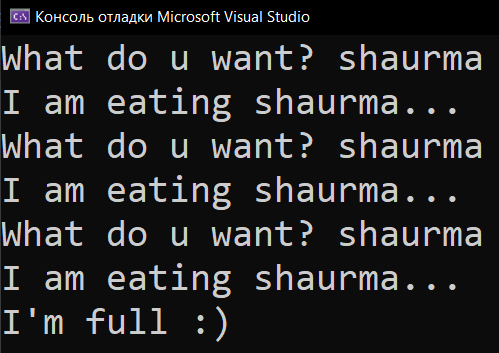 Консоль отладки Microsoft Visual Studio
What do u want? shaurma
I am eating shaurma...
What do u want? shaurma
I am eating shaurma...
What do u want? shaurma
I am eating shaurma...
I'm full :)